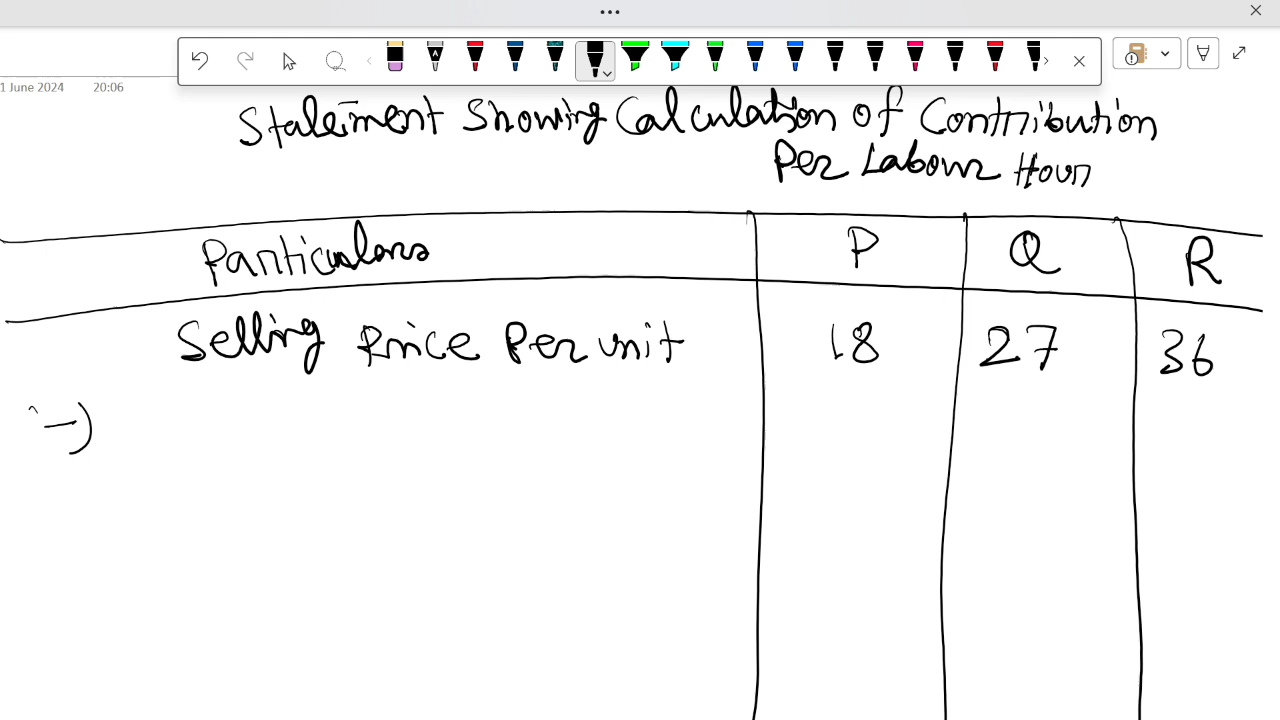 1 June 2024 20:06
Statement Showing Calculation of Contribution
Per Labour Hour
Particulars P Q R
Selling Price Per unit 18 27 36
(-)